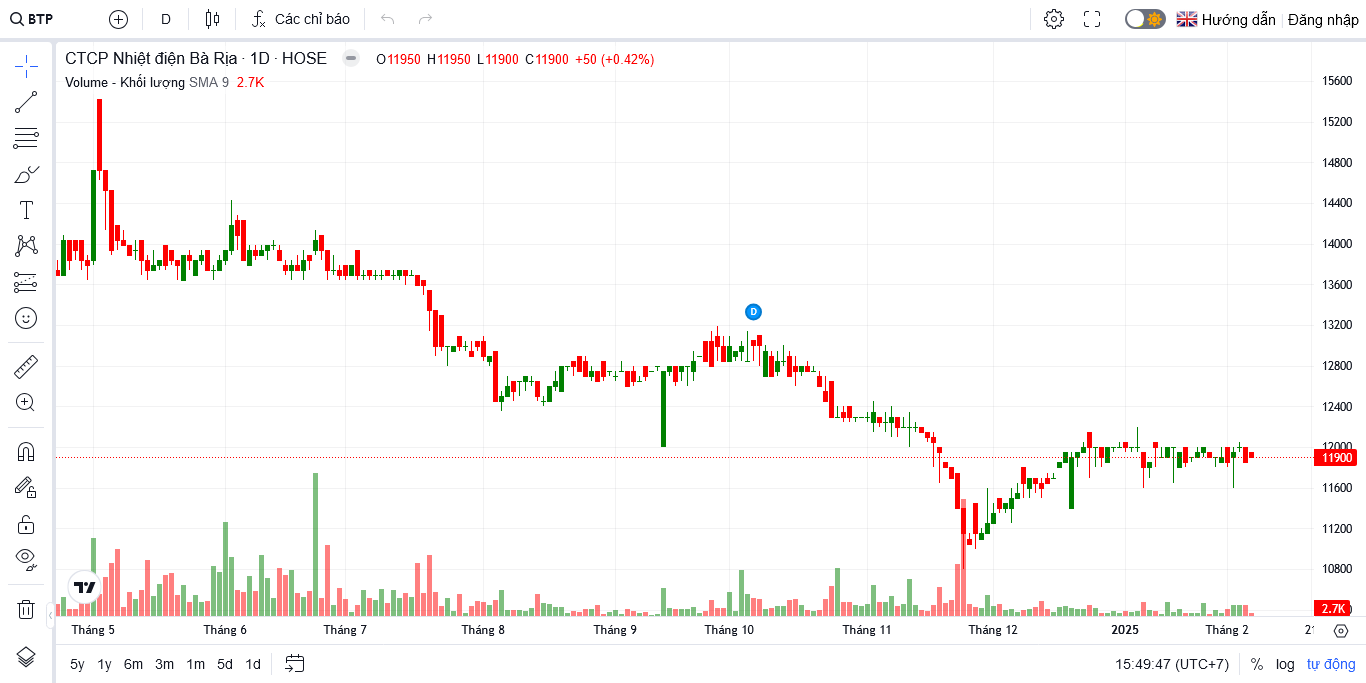 BTP D Các chỉ báo Hướng dẫn Đăng nhập
CTCP Nhiệt điện Bà Rịa · 1D · HOSE O11950 H11950 L11900 C11900 +50 (+0.42%)
Volume - Khối lượng SMA 9 2.7K
15600
15200
14800
14400
14000
13600
13200
D
12800
12400
12000
11900
11600
11200
10800
2.7K
Tháng 5 Tháng 6 Tháng 7 Tháng 8 Tháng 9 Tháng 10 Tháng 11 Tháng 12 2025 Tháng 2
5y 1y 6m 3m 1m 5d 1d 15:49:47 (UTC+7) % log tự động